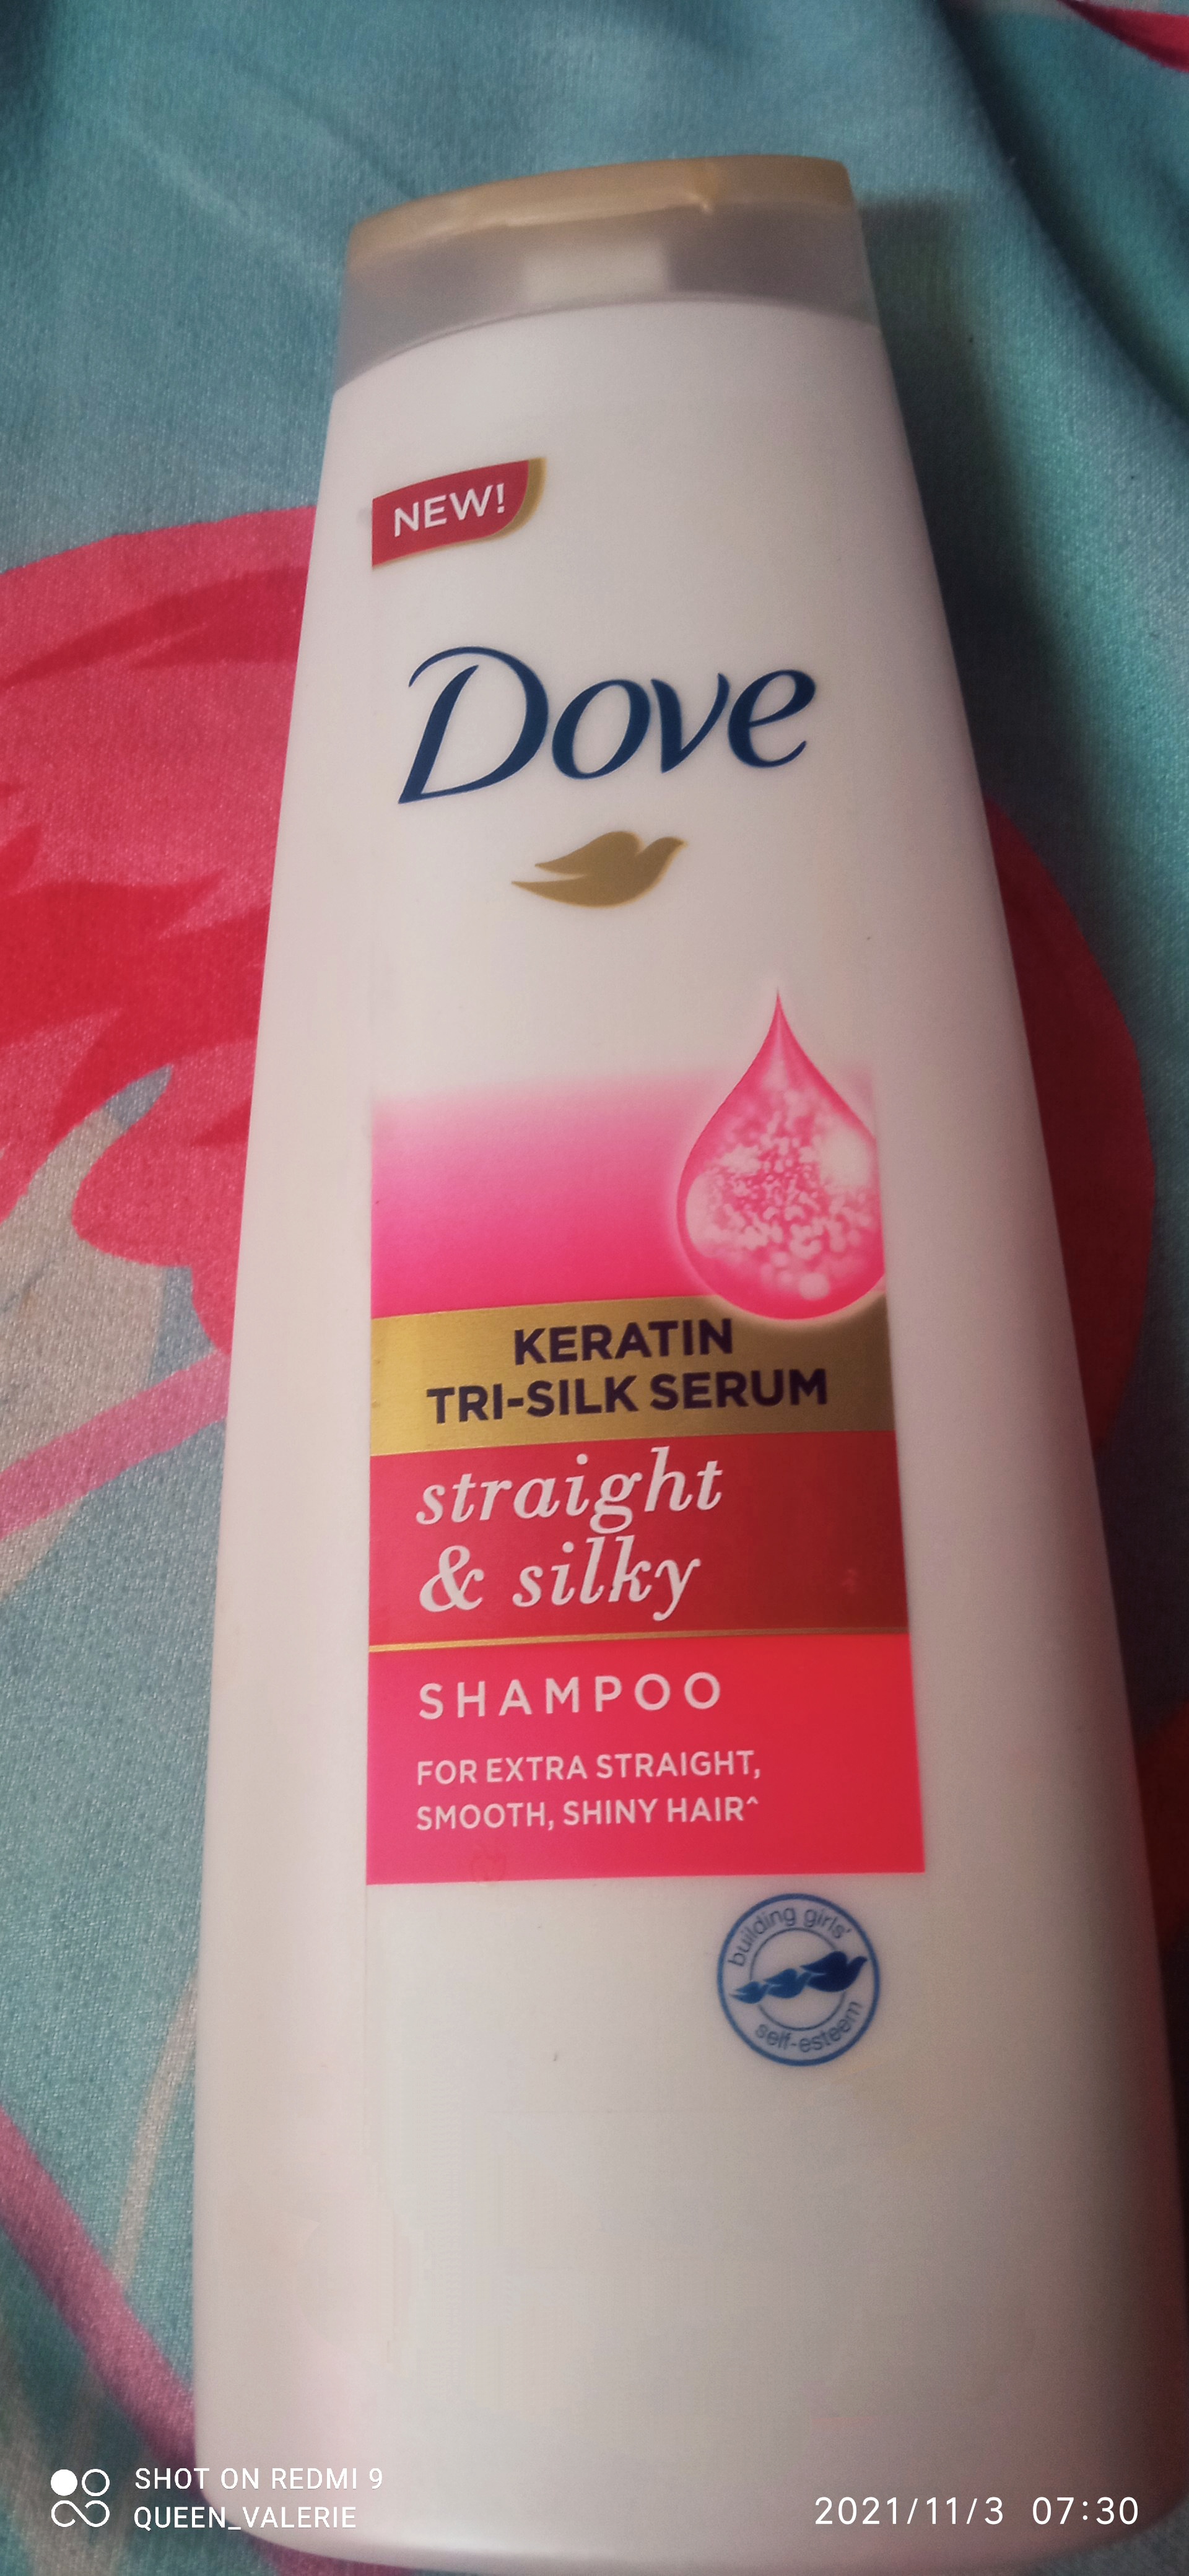 NEW!
Dove
KERATIN
TRI-SILK SERUM
straight
& silky
SHAMPOO
FOR EXTRA STRAIGHT,
SMOOTH, SHINY HAIR^
building girls'
self-esteem
SHOT ON REDMI 9
QUEEN_VALERIE
2021/11/3 07:30